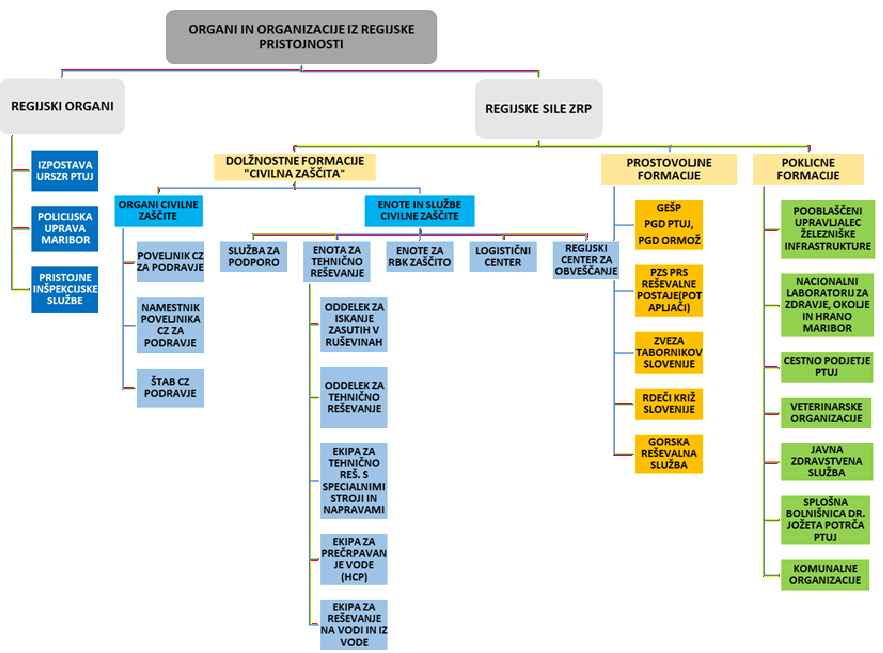 ORGANI IN ORGANIZACIJE IZ REGIJSKE
PRISTOJNOSTI
REGIJSKI ORGANI
REGIJSKE SILE ZRP
IZPOSTAVA
URSZR PTUJ
POLICIJSKA
UPRAVA
MARIBOR
PRISTOJNE
INŠPEKCIJSKE
SLUŽBE
DOLŽNOSTNE FORMACIJE
"CIVILNA ZAŠČITA"
ORGANI CIVILNE
ZAŠČITE
POVELJNIK CZ
ZA PODRAVJE
NAMESTNIK
POVELJNIKA
CZ ZA
PODRAVJE
ŠTAB CZ
PODRAVJE
ENOTE IN SLUŽBE
CIVILNE ZAŠČITE
SLUŽBA ZA
PODPORO
ENOTA ZA
TEHNIČNO
REŠEVANJE
ENOTE ZA
RBK ZAŠČITO
LOGISTIČNI
CENTER
REGIJSKI
CENTER ZA
OBVEŠČANJE
ODDELEK ZA
ISKANJE
ZASUTIH V
RUŠEVINAH
ODDELEK ZA
TEHNIČNO
REŠEVANJE
EKIPA ZA
TEHNIČNO
REŠ. S
SPECIALNIMI
STROJI IN
NAPRAVAMI
EKIPA ZA
PREČRPAVAN
JE VODE
(HCP)
EKIPA ZA
REŠEVANJE
NA VODI IN IZ
VODE
PROSTOVOLJNE
FORMACIJE
GEŠP
PGD PTUJ,
PGD ORMOŽ
PZS PRS
REŠEVALNE
POSTAJE(POT
APLJAČI)
ZVEZA
TABORNIKOV
SLOVENIJE
RDEČI KRIŽ
SLOVENIJE
GORSKA
REŠEVALNA
SLUŽBA
POKLICNE
FORMACIJE
POOBLAŠČENI
UPRAVLJALEC
ŽELEZNIŠKE
INFRASTRUKTURE
NACIONALNI
LABORATORIJ ZA
ZDRAVJE, OKOLJE
IN HRANO
MARIBOR
CESTNO PODJETJE
PTUJ
VETERINARSKE
ORGANIZACIJE
JAVNA
ZDRAVSTVENA
SLUŽBA
SPLOŠNA
BOLNIŠNICA DR.
JOŽETA POTRČA
PTUJ
KOMUNALNE
ORGANIZACIJE